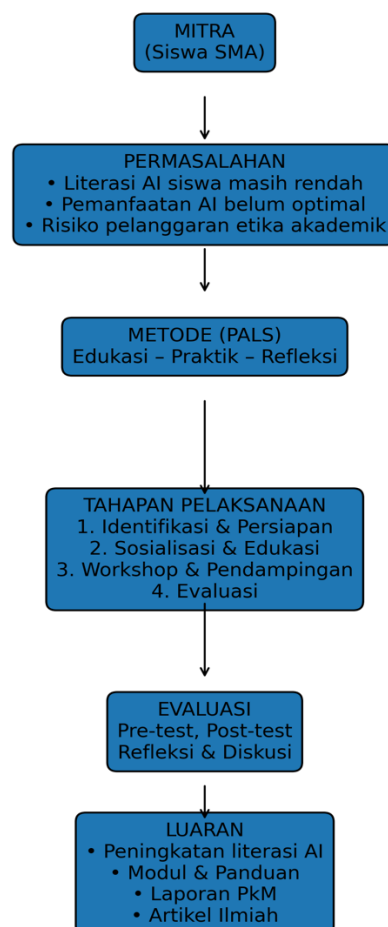 MITRA
(Siswa SMA)
PERMASALAHAN
• Literasi AI siswa masih rendah
• Pemanfaatan AI belum optimal
• Risiko pelanggaran etika akademik
METODE (PALS)
Edukasi – Praktik – Refleksi
TAHAPAN PELAKSANAAN
1. Identifikasi & Persiapan
2. Sosialisasi & Edukasi
3. Workshop & Pendampingan
4. Evaluasi
EVALUASI
Pre-test, Post-test
Refleksi & Diskusi
LUARAN
• Peningkatan literasi AI
• Modul & Panduan
• Laporan PkM
• Artikel Ilmiah